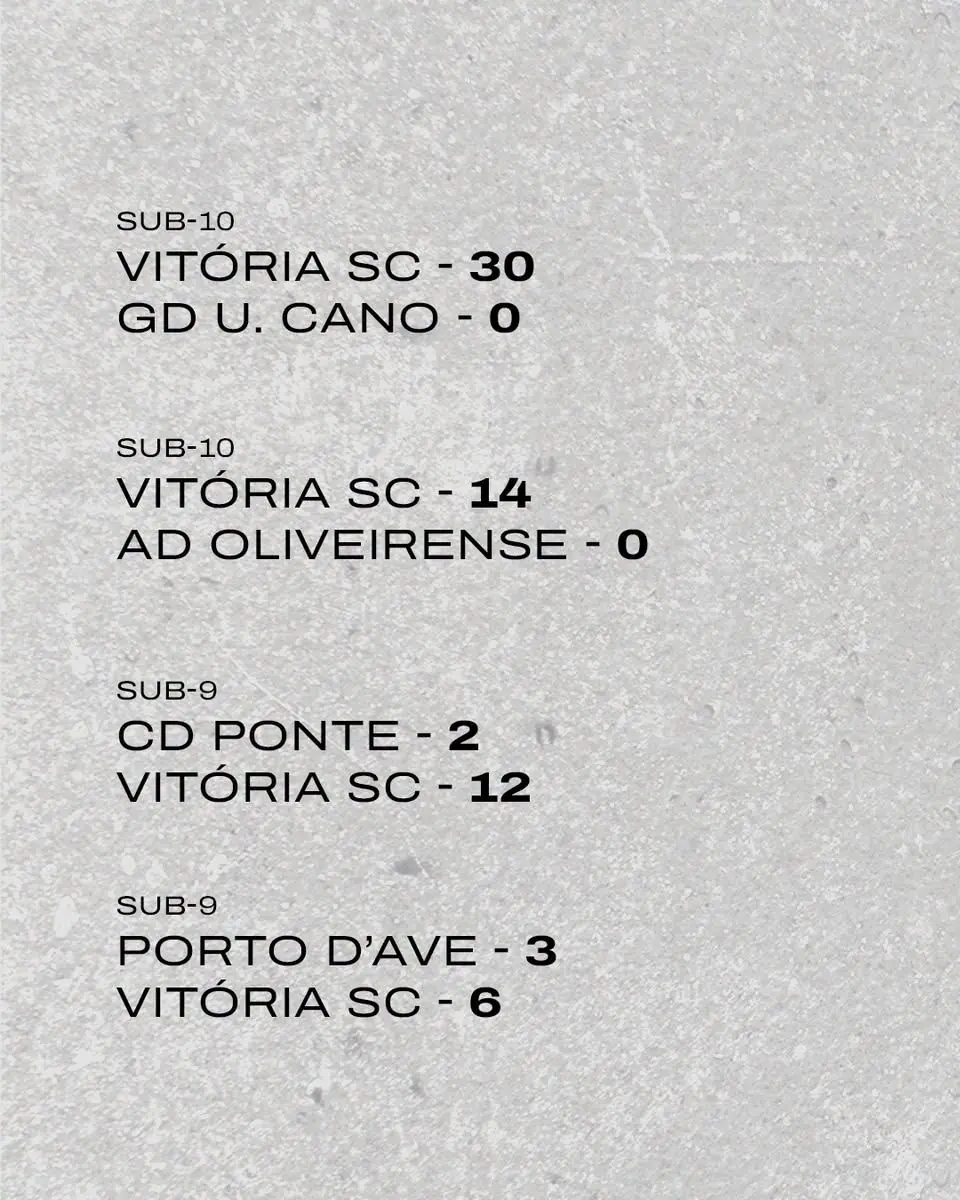 SUB-10
VITÓRIA SC - 30
GD U. CANO - 0
SUB-10
VITÓRIA SC - 14
AD OLIVEIRENSE - 0
SUB-9
CD PONTE - 2
VITÓRIA SC - 12
SUB-9
PORTO D’AVE - 3
VITÓRIA SC - 6